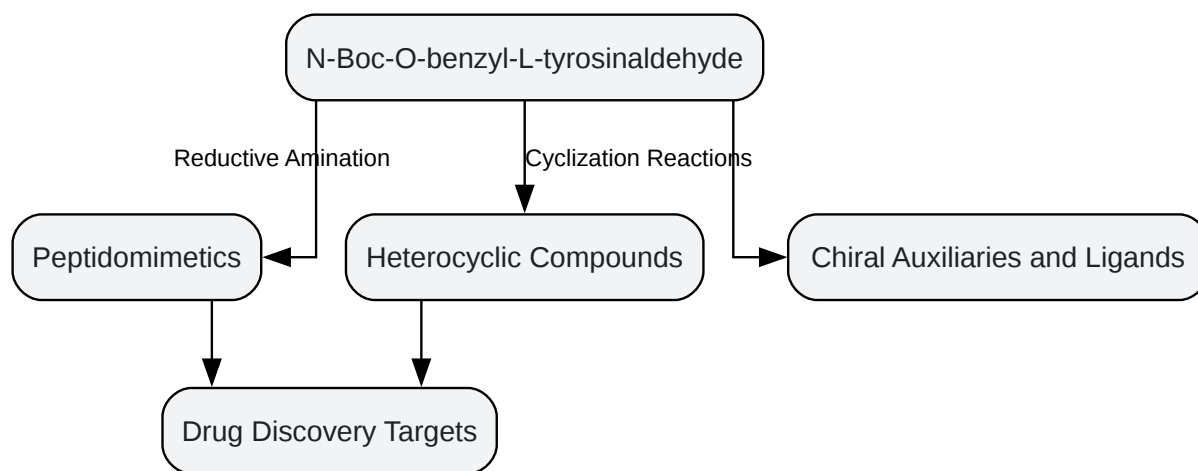 N-Boc-O-benzyl-L-tyrosinaldehyde
Reductive Amination
Cyclization Reactions
Peptidomimetics
Heterocyclic Compounds
Chiral Auxiliaries and Ligands
Drug Discovery Targets